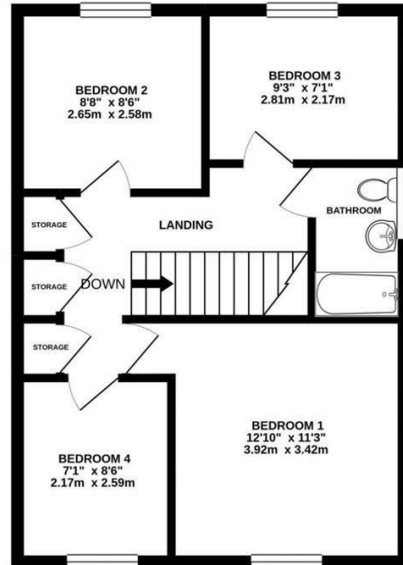 BEDROOM 2
8'8" x 8'6"
2.65m x 2.58m
BEDROOM 3
9'3" x 7'1"
2.81m x 2.17m
BATHROOM
STORAGE
LANDING
STORAGE
DOWN
STORAGE
BEDROOM 1
12'10" x 11'3"
3.92m x 3.42m
BEDROOM 4
7'1" x 8'6"
2.17m x 2.59m